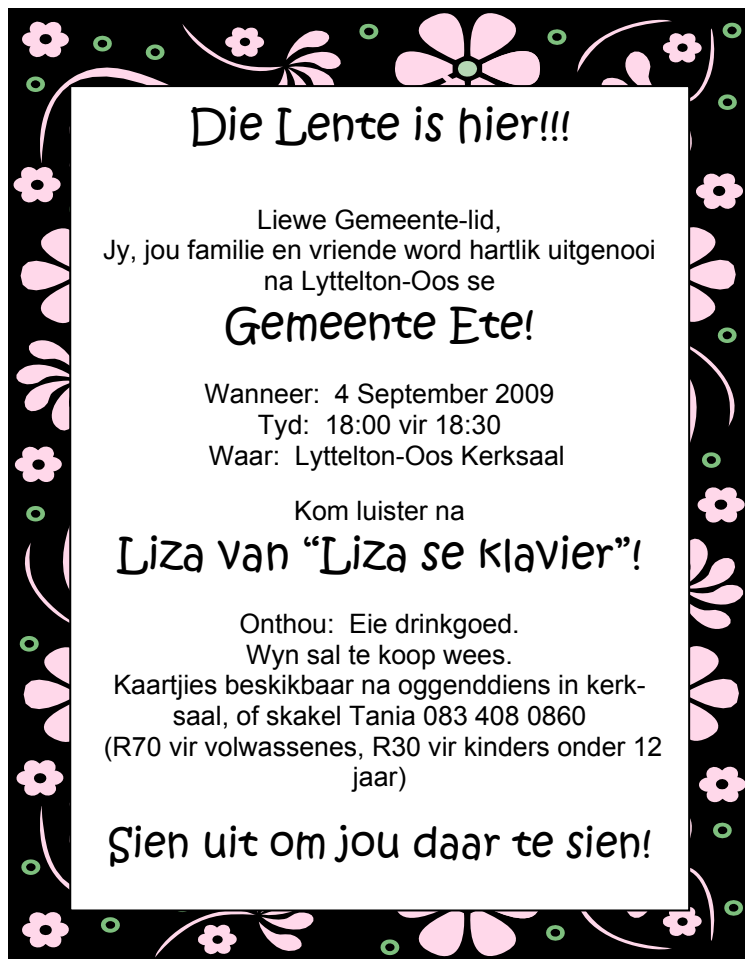 Die Lente is hier!!!
Liewe Gemeente-lid,
Jy, jou familie en vriende word hartlik uitgenooi
na Lyttelton-Oos se
Gemeente Ete!
Wanneer:  4 September 2009
Tyd:  18:00 vir 18:30
Waar:  Lyttelton-Oos Kerksaal
Kom luister na
Liza van “Liza se klavier”!
Onthou:  Eie drinkgoed.
Wyn sal te koop wees.
Kaartjies beskikbaar na oggenddiens in kerk-
saal, of skakel Tania 083 408 0860
(R70 vir volwassenes, R30 vir kinders onder 12
jaar)
Sien uit om jou daar te sien!